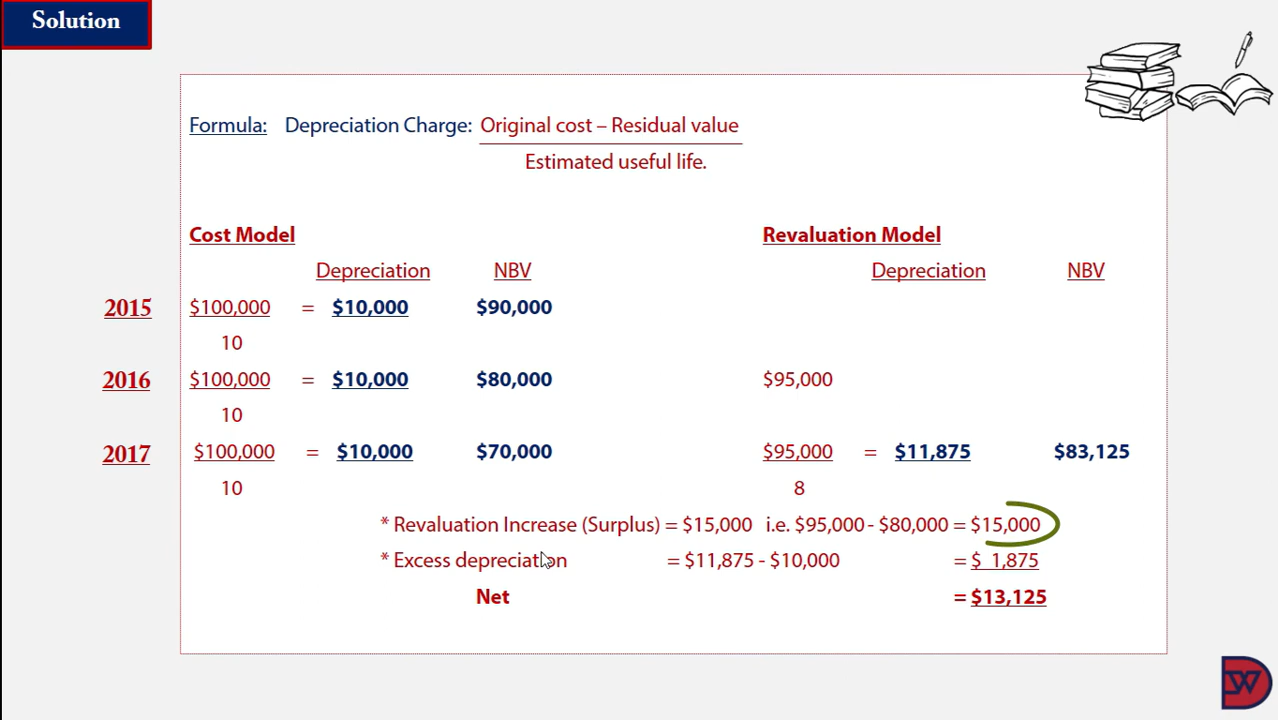 Solution
Formula: Depreciation Charge: Original cost – Residual value
Estimated useful life.
Cost Model Revaluation Model
Depreciation NBV Depreciation NBV
2015 $100,000 = $10,000 $90,000
10
2016 $100,000 = $10,000 $80,000 $95,000
10
2017 $100,000 = $10,000 $70,000 $95,000 = $11,875 $83,125
10 8
* Revaluation Increase (Surplus) = $15,000 i.e. $95,000 - $80,000 = $15,000
* Excess depreciation = $11,875 - $10,000 = $ 1,875
Net = $13,125
DW